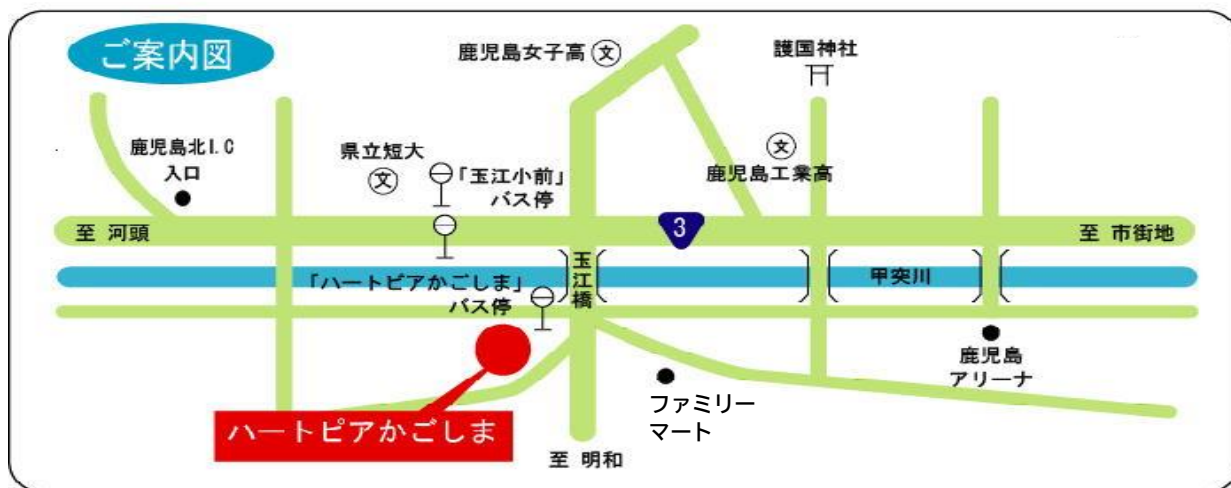 ご案内図
鹿児島女子高
文
護国神社
鹿児島北I.C
入口
県立短大
文
「玉江小前」
バス停
文
鹿児島工業高
至 河頭
3
至 市街地
玉江橋
甲突川
「ハートピアかごしま」
バス停
鹿児島
アリーナ
ファミリー
マート
ハートピアかごしま
至 明和